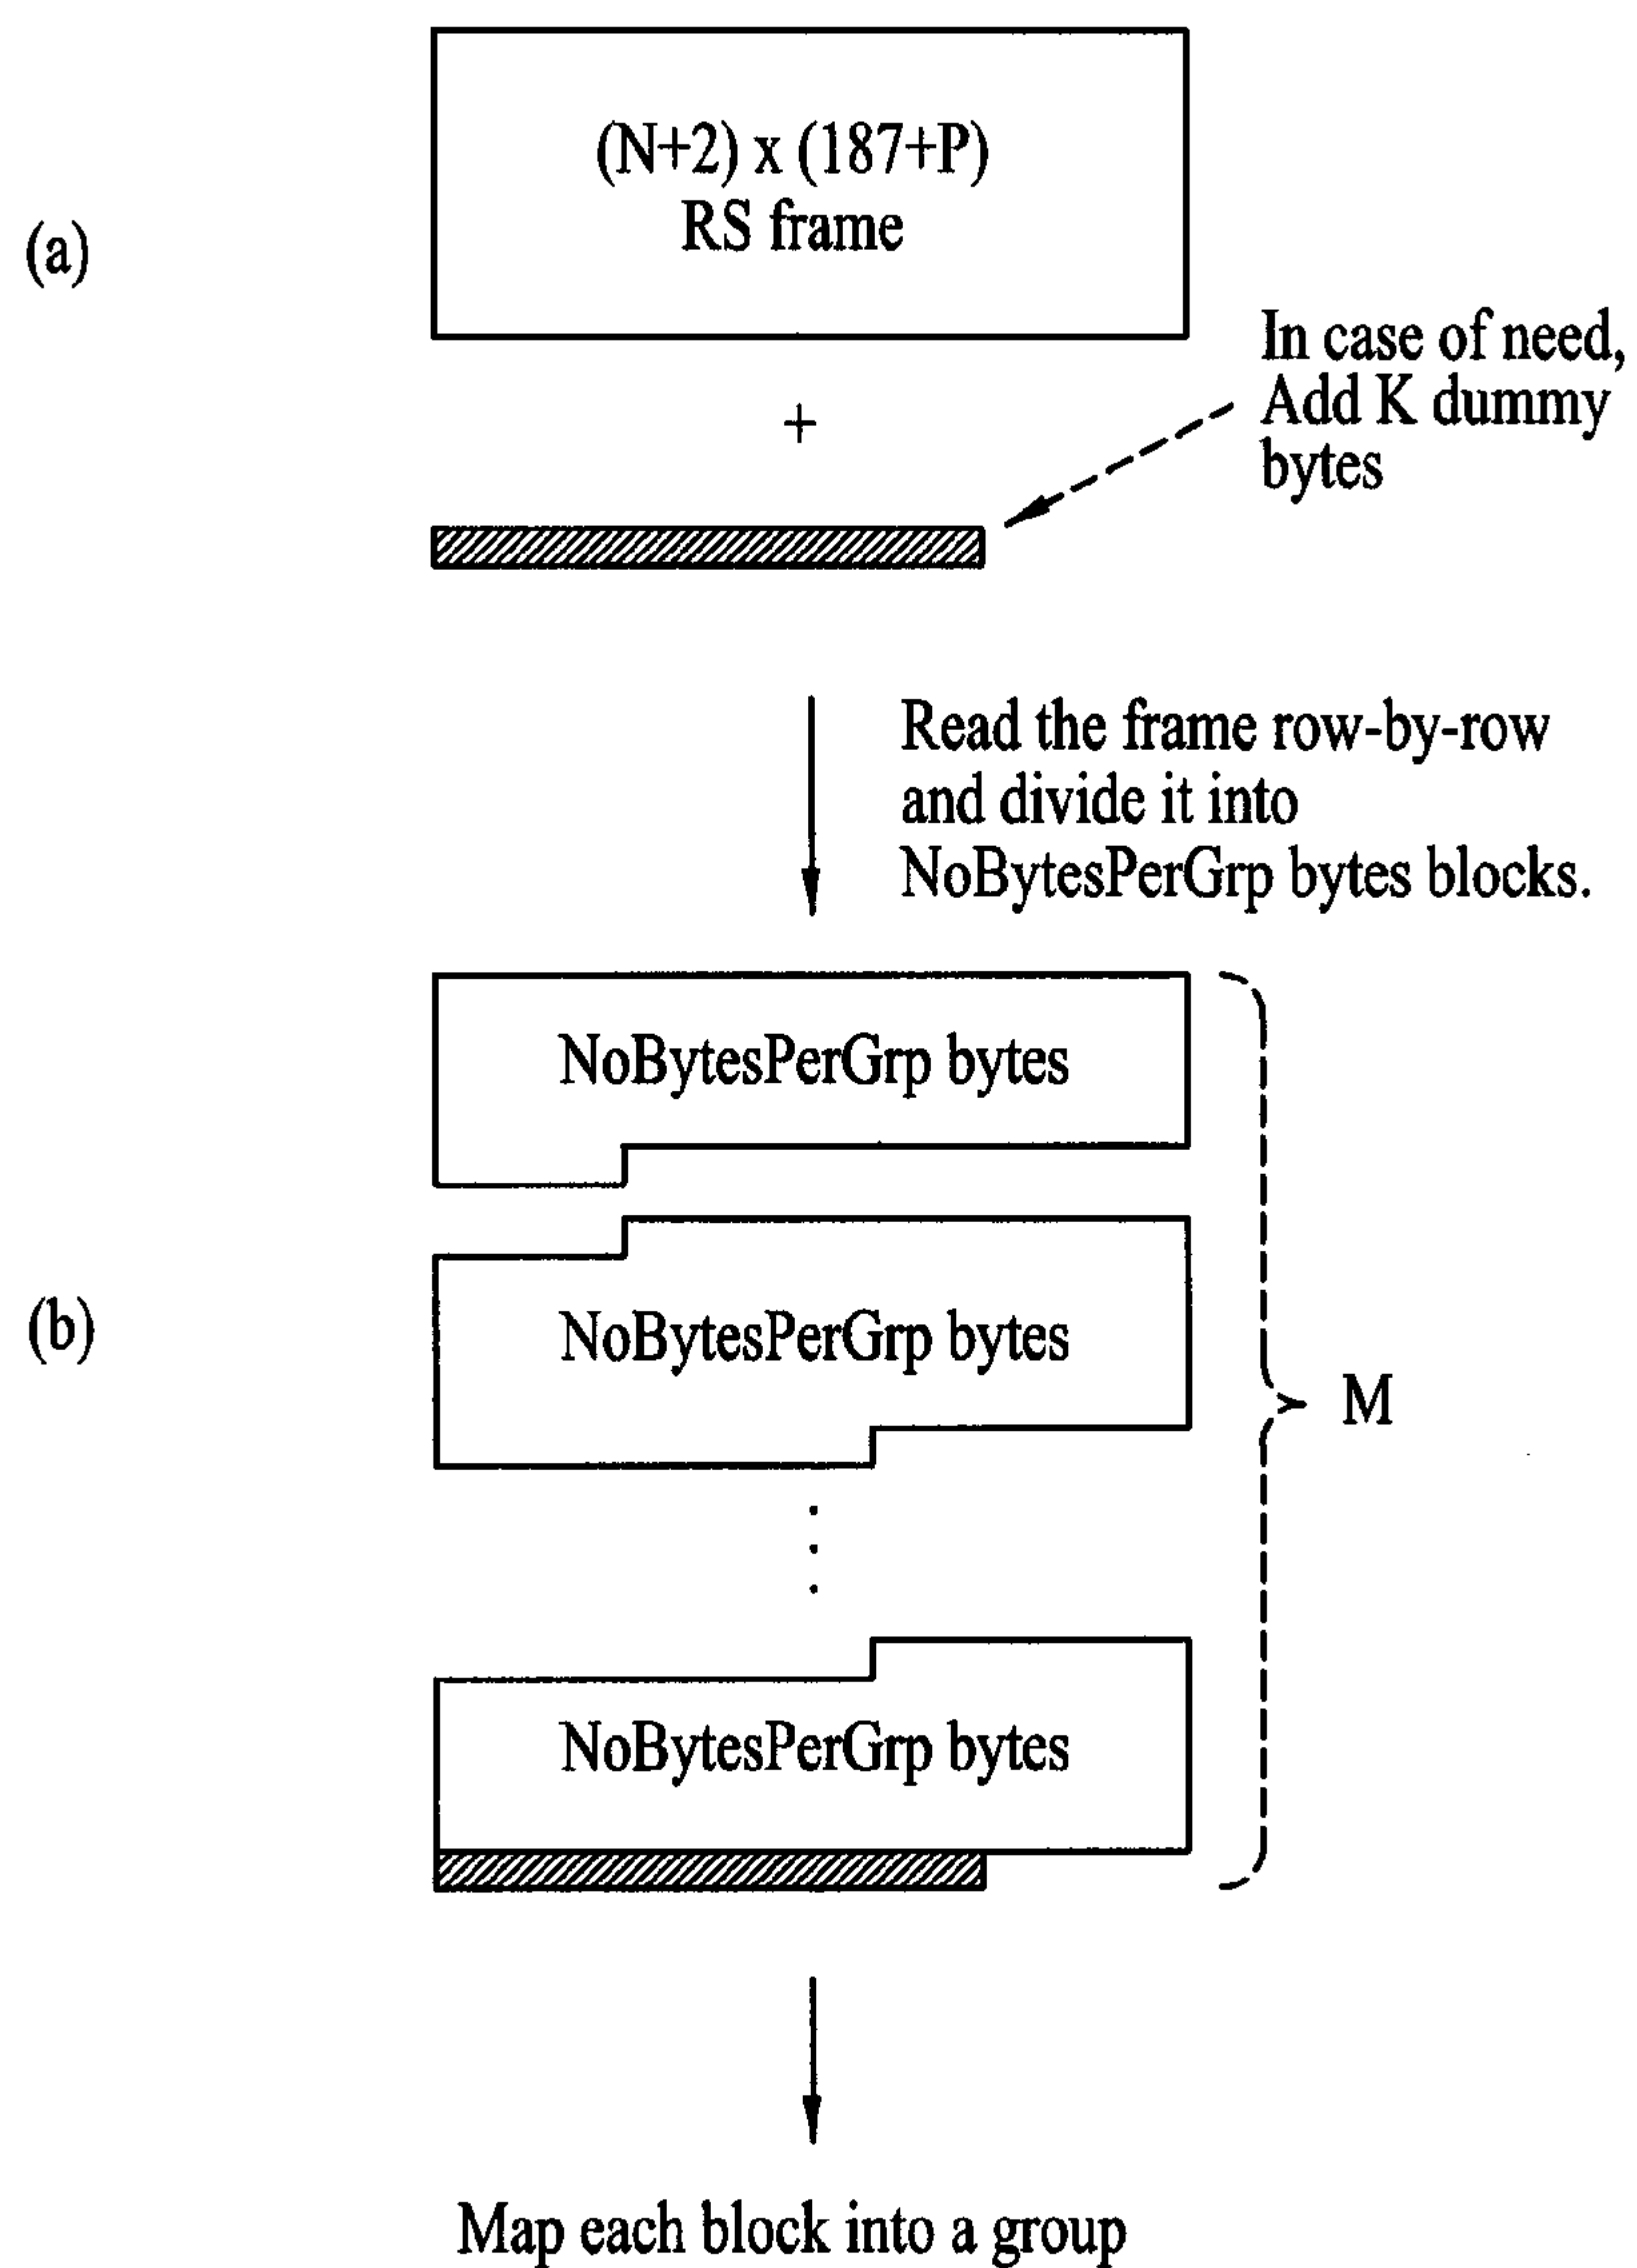 (N+2) x (187+P)
RS frame
(a)
In case of need,
Add K dummy
bytes
+
Read the frame row-by-row
and divide it into
NoBytesPerGrp bytes blocks.
NoBytesPerGrp bytes
NoBytesPerGrp bytes
(b)
M
NoBytesPerGrp bytes
Map each block into a group